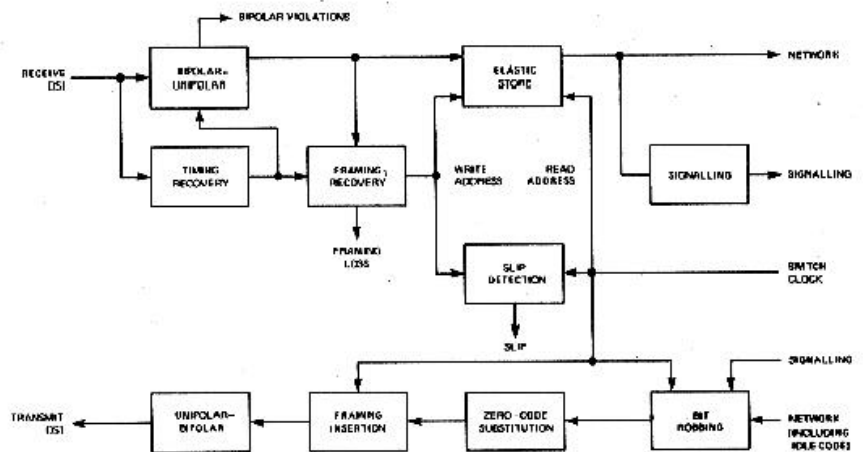 BIPOLAR VIOLATIONS
RECEIVE
DS1
BIPOLAR-
UNIPOLAR
ELASTIC
STORE
NETWORK
TIMING
RECOVERY
FRAMING
RECOVERY
WRITE
ADDRESS
READ
ADDRESS
SIGNALLING
SIGNALLING
FRAMING
LOSS
SLIP
DETECTION
SWITCH
CLOCK
SLIP
SIGNALLING
TRANSMIT
DS1
UNIPOLAR-
BIPOLAR
FRAMING
INSERTION
ZERO-CODE
SUBSTITUTION
BIT
ROBBING
NETWORK
(INCLUDING
IDLE CODE)